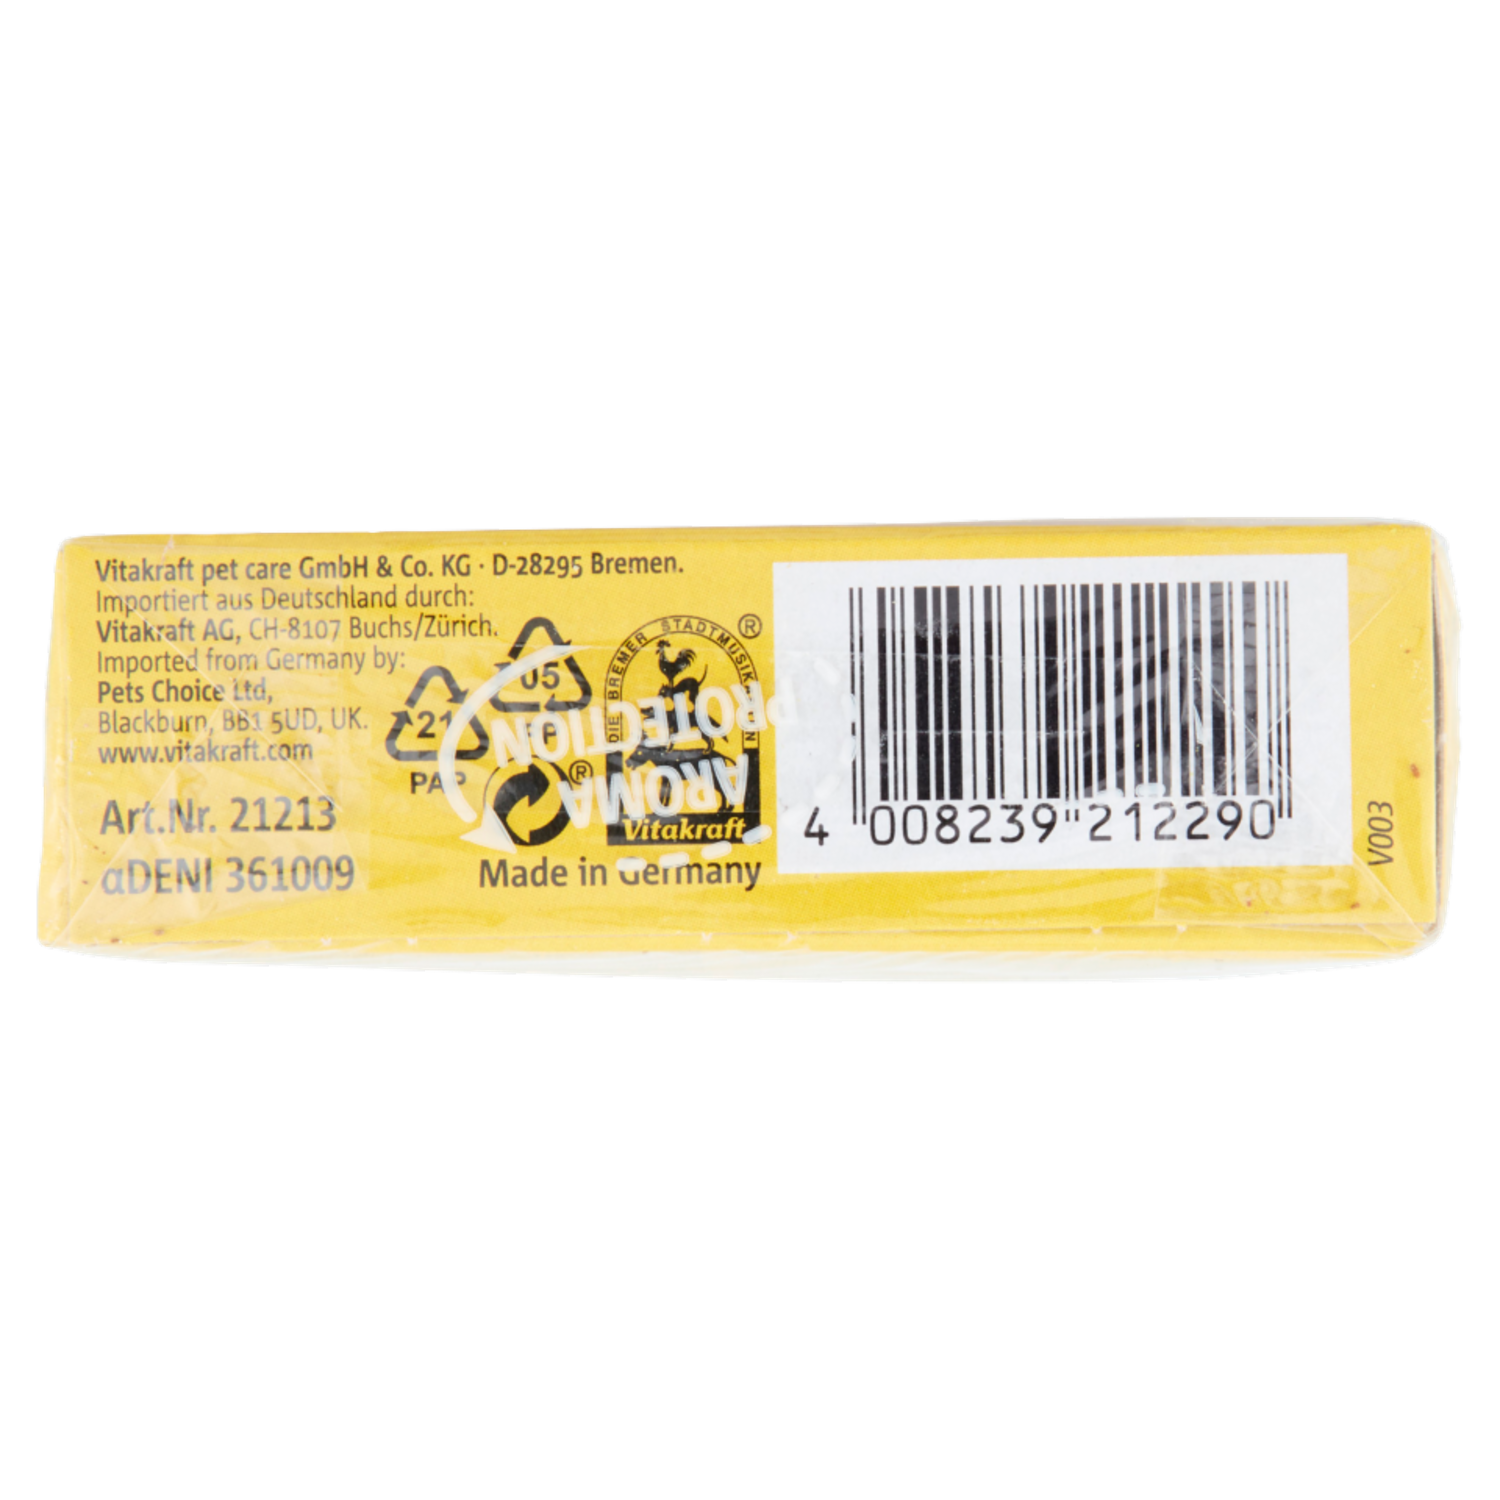 Vitakraft pet care GmbH & Co. KG · D-28295 Bremen.
Importiert aus Deutschland durch:
Vitakraft AG, CH-8107 Buchs/Zürich.
Imported from Germany by:
Pets Choice Ltd,
Blackburn, BB1 5UD, UK.
www.vitakraft.com
Art.Nr. 21213
αDENI 361009
21
PAP
05
PP
®
DIE BREMER STADTMUSIKANTEN ®
Vitakraft
Made in Germany
AROMA
PROTECTION
4 008239 212290
V003